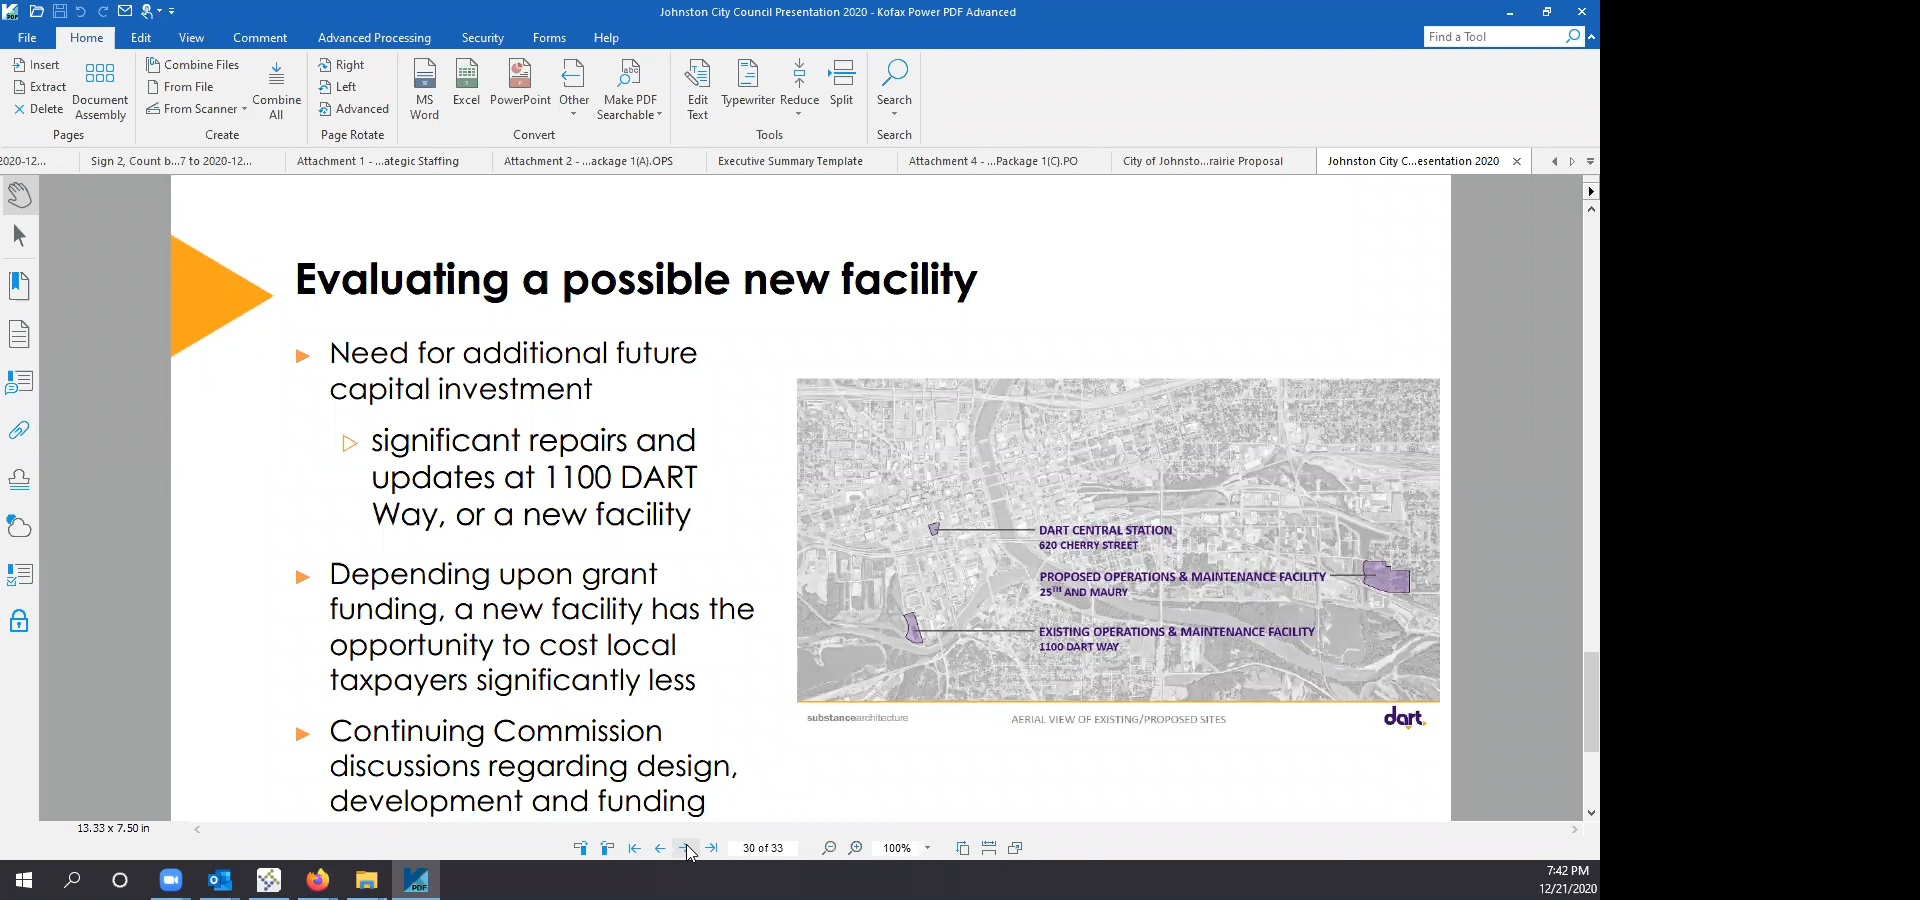 Johnston City Council Presentation 2020 - Kofax Power PDF Advanced
File Home Edit View Comment Advanced Processing Security Forms Help
Find a Tool
Insert
Extract
Delete
Document
Assembly
Pages
Combine Files
From File
From Scanner
Combine
All
Create
Right
Left
Advanced
Page Rotate
MS
Word
Excel
PowerPoint
Other
Make PDF
Searchable
Convert
Edit
Text
Typewriter
Reduce
Split
Tools
Search
Search
2020-12...
Sign 2, Count b...7 to 2020-12...
Attachment 1 - ...ategic Staffing
Attachment 2 - ...ackage 1(A).OPS
Executive Summary Template
Attachment 4 - ...Package 1(C).PO
City of Johnsto...rairie Proposal
Johnston City C...esentation 2020
Evaluating a possible new facility
Need for additional future
capital investment
significant repairs and
updates at 1100 DART
Way, or a new facility
Depending upon grant
funding, a new facility has the
opportunity to cost local
taxpayers significantly less
Continuing Commission
discussions regarding design,
development and funding
DART CENTRAL STATION
620 CHERRY STREET
PROPOSED OPERATIONS & MAINTENANCE FACILITY
25TH AND MAURY
EXISTING OPERATIONS & MAINTENANCE FACILITY
1100 DART WAY
substancearchitecture
AERIAL VIEW OF EXISTING/PROPOSED SITES
dart
13.33 x 7.50 in
30 of 33
100%
7:42 PM
12/21/2020